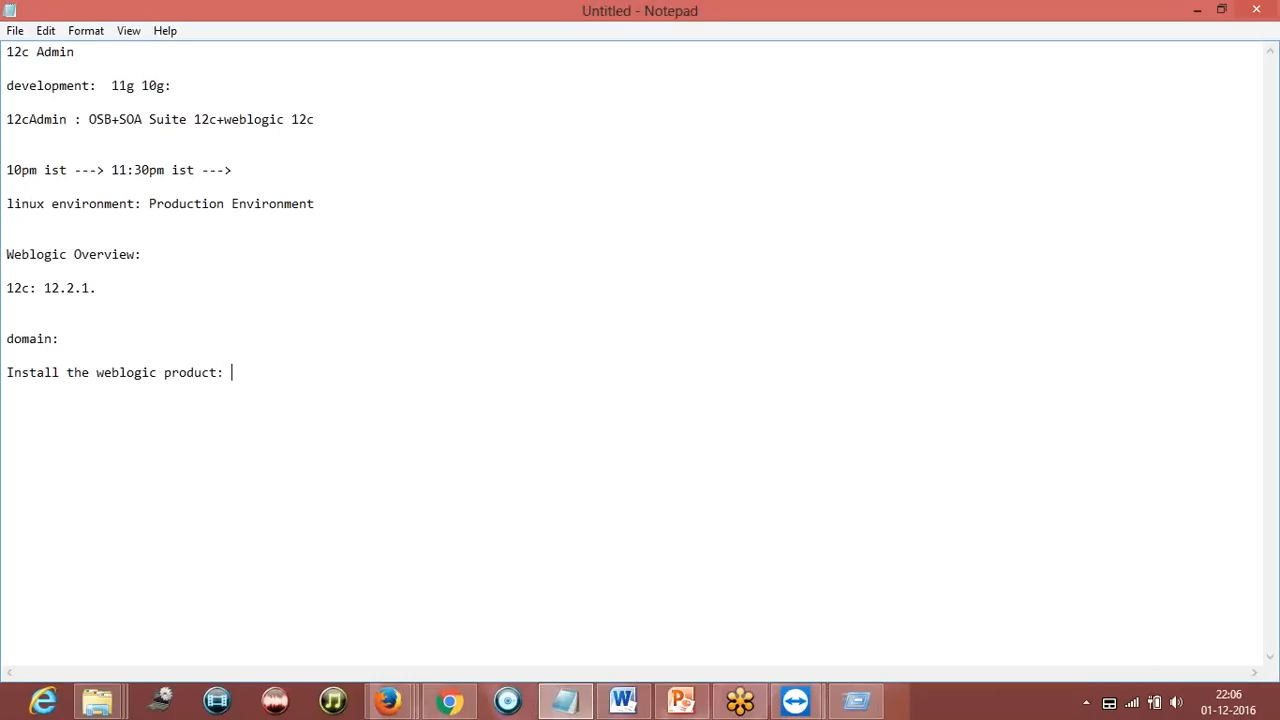 Untitled - Notepad
File Edit Format View Help
12c Admin
development:  11g 10g:
12cAdmin : OSB+SOA Suite 12c+weblogic 12c
10pm ist ---> 11:30pm ist --->
linux environment: Production Environment
Weblogic Overview:
12c: 12.2.1.
domain:
Install the weblogic product:
22:06
01-12-2016